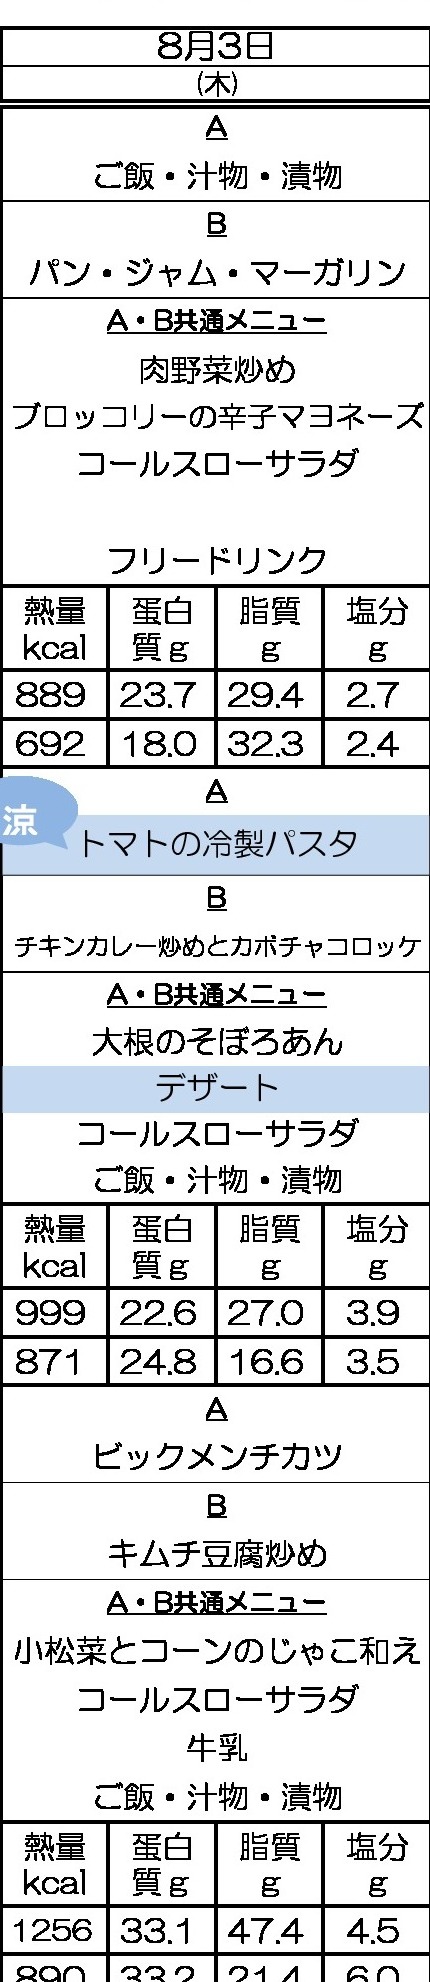 8月3日
(木)
A
ご飯・汁物・漬物
B
パン・ジャム・マーガリン
A・B共通メニュー
肉野菜炒め
ブロッコリーの辛子マヨネーズ
コールスローサラダ
フリードリンク
熱量 蛋白 脂質 塩分
kcal 質g g g
889 23.7 29.4 2.7
692 18.0 32.3 2.4
A
涼
トマトの冷製パスタ
B
チキンカレー炒めとカボチャコロッケ
A・B共通メニュー
大根のそぼろあん
デザート
コールスローサラダ
ご飯・汁物・漬物
熱量 蛋白 脂質 塩分
kcal 質g g g
999 22.6 27.0 3.9
871 24.8 16.6 3.5
A
ビックメンチカツ
B
キムチ豆腐炒め
A・B共通メニュー
小松菜とコーンのじゃこ和え
コールスローサラダ
牛乳
ご飯・汁物・漬物
熱量 蛋白 脂質 塩分
kcal 質g g g
1256 33.1 47.4 4.5
890 33.2 21.4 6.0